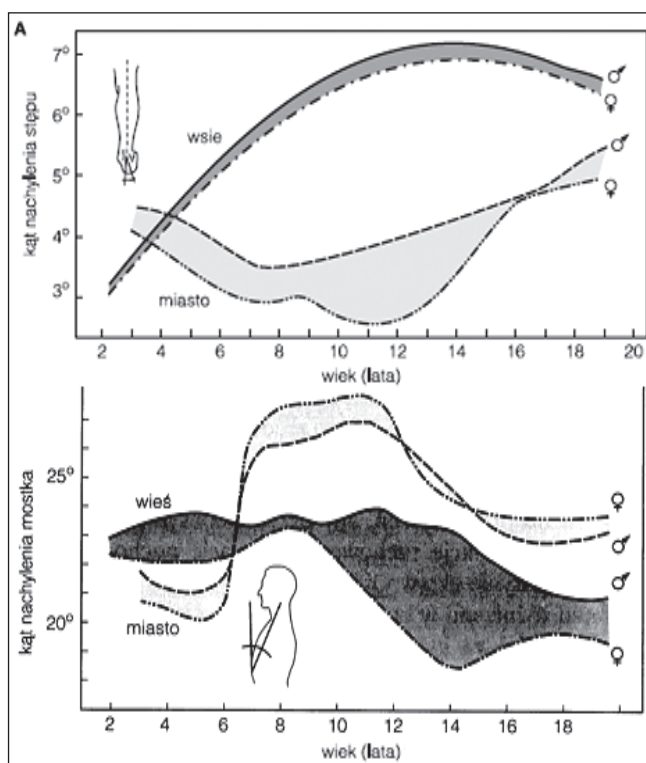 A
kąt nachylenia stępu
7°
6°
5°
4°
3°
wsie
miasto
♂
♀
♂
♀
2 4 6 8 10 12 14 16 18 20
wiek (lata)
kąt nachylenia mostka
25°
20°
wieś
miasto
♀
♂
♂
♀
2 4 6 8 10 12 14 16 18
wiek (lata)